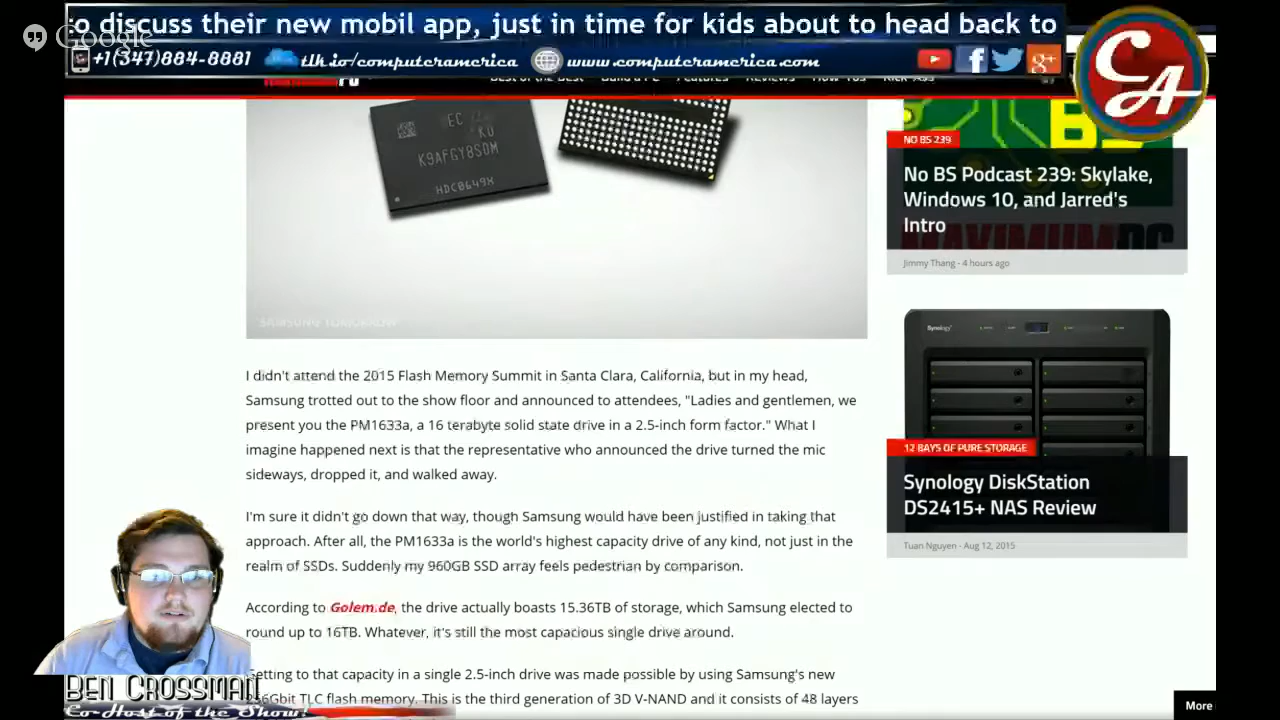 to discuss their new mobil app, just in time for kids about to head back to
Google
+1(347)884-8881 tlk.io/computeramerica www.computeramerica.com
CA
EC
KU
K9AFGY8S0M
SAMSUNG TOMORROW
I didn't attend the 2015 Flash Memory Summit in Santa Clara, California, but in my head,
Samsung trotted out to the show floor and announced to attendees, "Ladies and gentlemen, we
present you the PM1633a, a 16 terabyte solid state drive in a 2.5-inch form factor." What I
imagine happened next is that the representative who announced the drive turned the mic
sideways, dropped it, and walked away.
I'm sure it didn't go down that way, though Samsung would have been justified in taking that
approach. After all, the PM1633a is the world's highest capacity drive of any kind, not just in the
realm of SSDs. Suddenly my 960GB SSD array feels pedestrian by comparison.
According to Golem.de, the drive actually boasts 15.36TB of storage, which Samsung elected to
round up to 16TB. Whatever, it's still the most capacious single drive around.
Getting to that capacity in a single 2.5-inch drive was made possible by using Samsung's new
256Gbit TLC flash memory. This is the third generation of 3D V-NAND and it consists of 48 layers
NO BS 239
No BS Podcast 239: Skylake,
Windows 10, and Jarred's
Intro
Jimmy Thang - 4 hours ago
Synology
12 BAYS OF PURE STORAGE
Synology DiskStation
DS2415+ NAS Review
Tuan Nguyen - Aug 12, 2015
More
Ben Crossman
Co-Host of the Show!